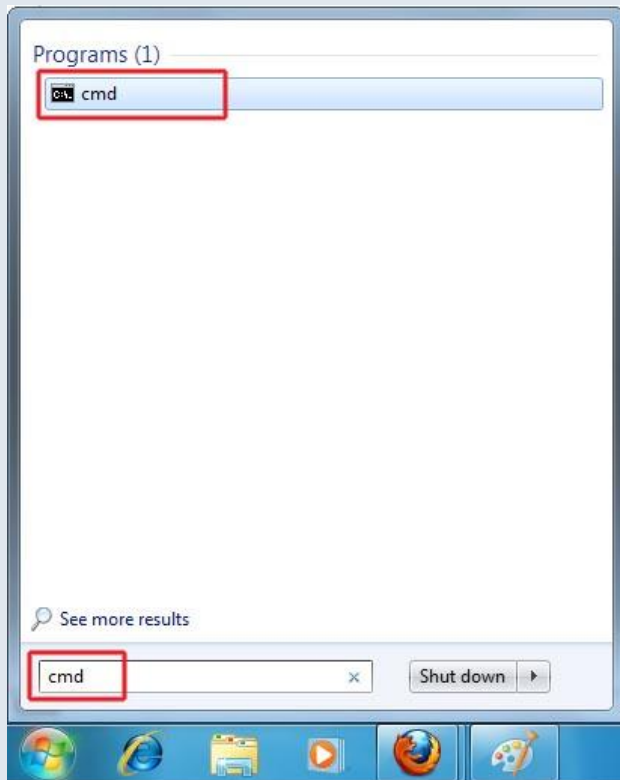 Programs (1)
C:\. cmd
See more results
cmd
Shut down